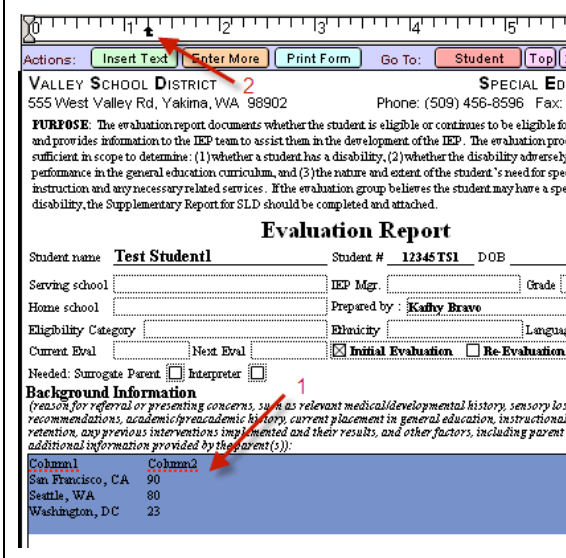 0 1 2 3 4 5
Actions: Insert Text Enter More Print Form Go To: Student Top
2
VALLEY SCHOOL DISTRICT SPECIAL ED
555 West Valley Rd, Yakima, WA 98902 Phone: (509) 456-8596 Fax:
PURPOSE: The evaluation report documents whether the student is eligible or continues to be eligible fo
and provides information to the IEP team to assist them in the development of the IEP. The evaluation pro
sufficient in scope to determine: (1) whether a student has a disability, (2) whether the disability adversely
performance in the general education curriculum, and (3) the nature and extent of the student's need for spe
instruction and any necessary related services. If the evaluation group believes the student may have a spe
disability, the Supplementary Report for SLD should be completed and attached.
Evaluation Report
Student name Test Student1 Student # 12345TS1 DOB
Serving school IEP Mgr. Grade
Home school Prepared by : Kathy Bravo
Eligibility Category Ethnicity Langua
Current Eval Next Eval Initial Evaluation Re-Evaluation
Needed: Surrogate Parent Interpreter
1
Background Information
(reason for referral or presenting concerns, such as relevant medical/developmental history, sensory los
recommendations, academic/preacademic history, current placement in general education, instructional
retention, any previous interventions implemented and their results, and other factors, including parent
additional information provided by the parent(s)):
Column1 Column2
San Francisco, CA 90
Seattle, WA 80
Washington, DC 23